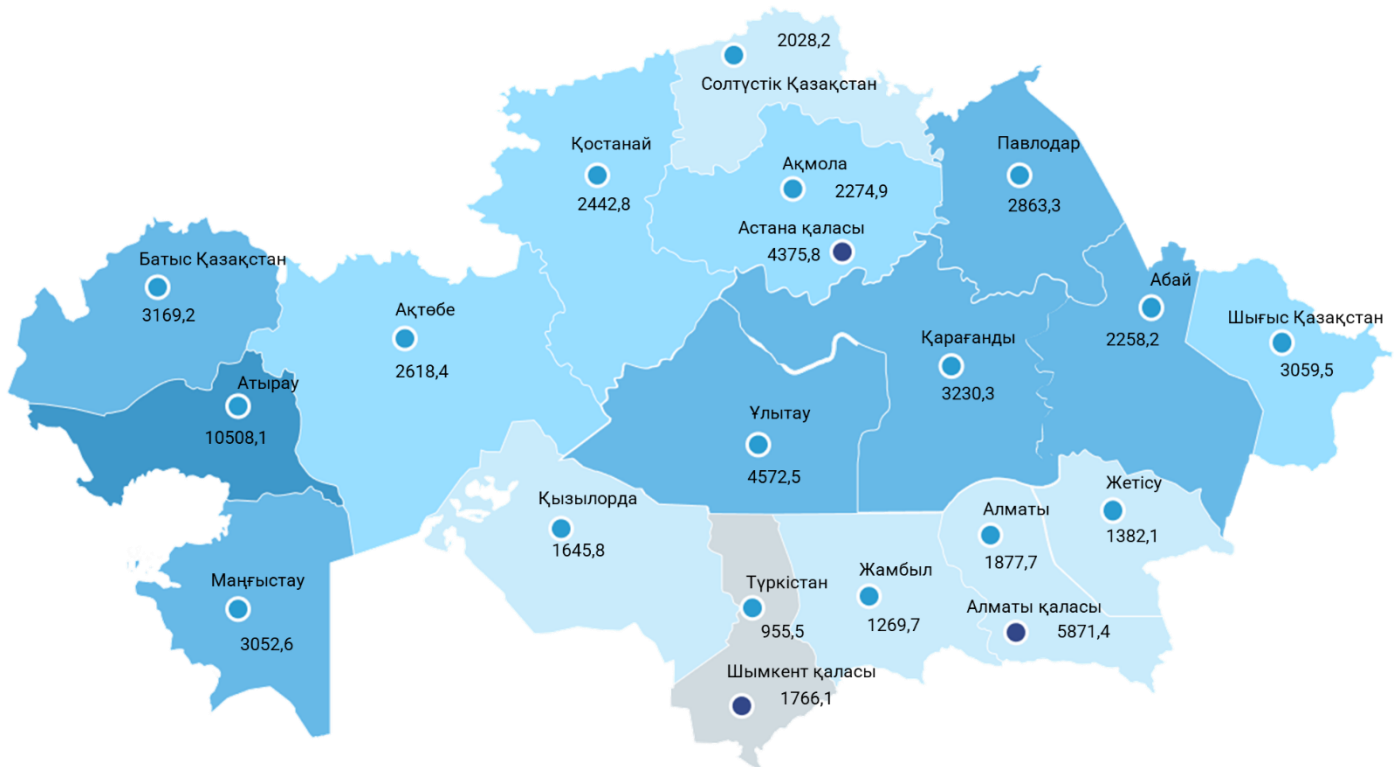 2028,2
Солтүстік Қазақстан
Қостанай
2442,8
Ақмола
2274,9
Астана қаласы
4375,8
Павлодар
2863,3
Батыс Қазақстан
3169,2
Ақтөбе
2618,4
Атырау
10508,1
Абай
2258,2
Шығыс Қазақстан
3059,5
Қарағанды
3230,3
Ұлытау
4572,5
Қызылорда
1645,8
Маңғыстау
3052,6
Түркістан
955,5
Шымкент қаласы
1766,1
Жамбыл
1269,7
Алматы
1877,7
Жетісу
1382,1
Алматы қаласы
5871,4